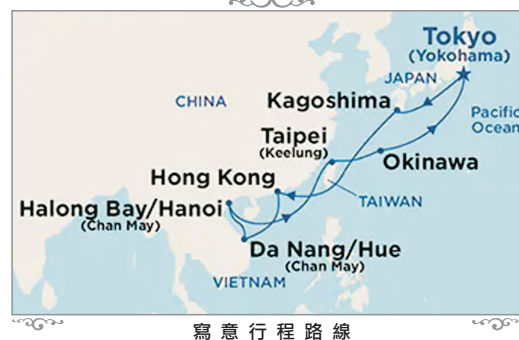 Tokyo
(Yokohama)
JAPAN
CHINA
Kagoshima
Pacific
Ocean
Taipei
(Keelung)
Okinawa
Hong Kong
TAIWAN
Halong Bay/Hanoi
(Chan May)
Da Nang/Hue
(Chan May)
VIETNAM
寫意行程路線